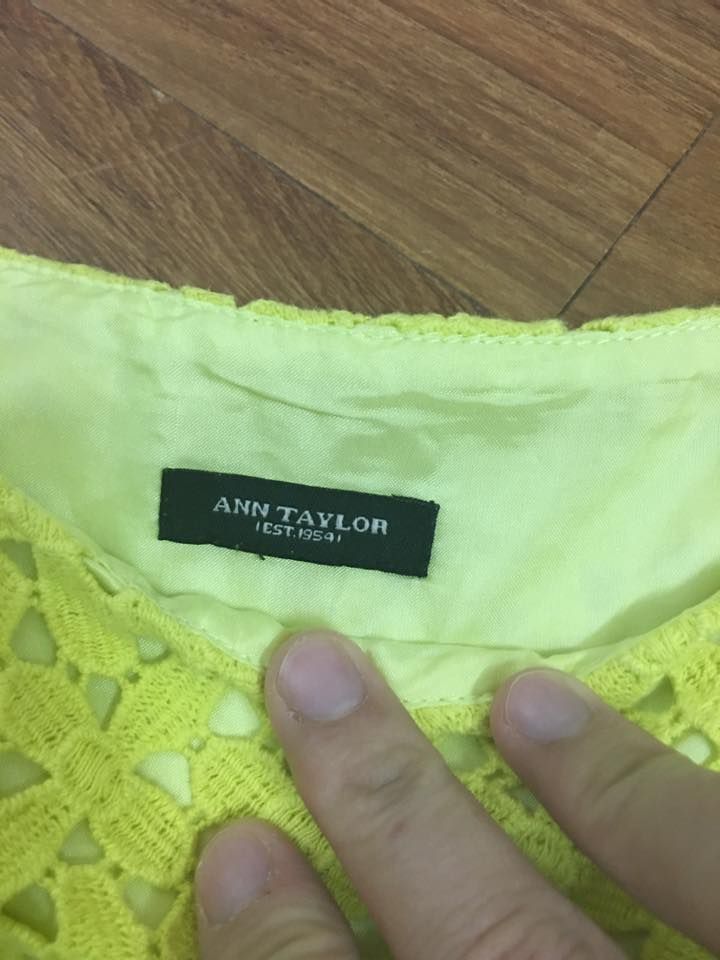 ANN TAYLOR
(EST.1954)